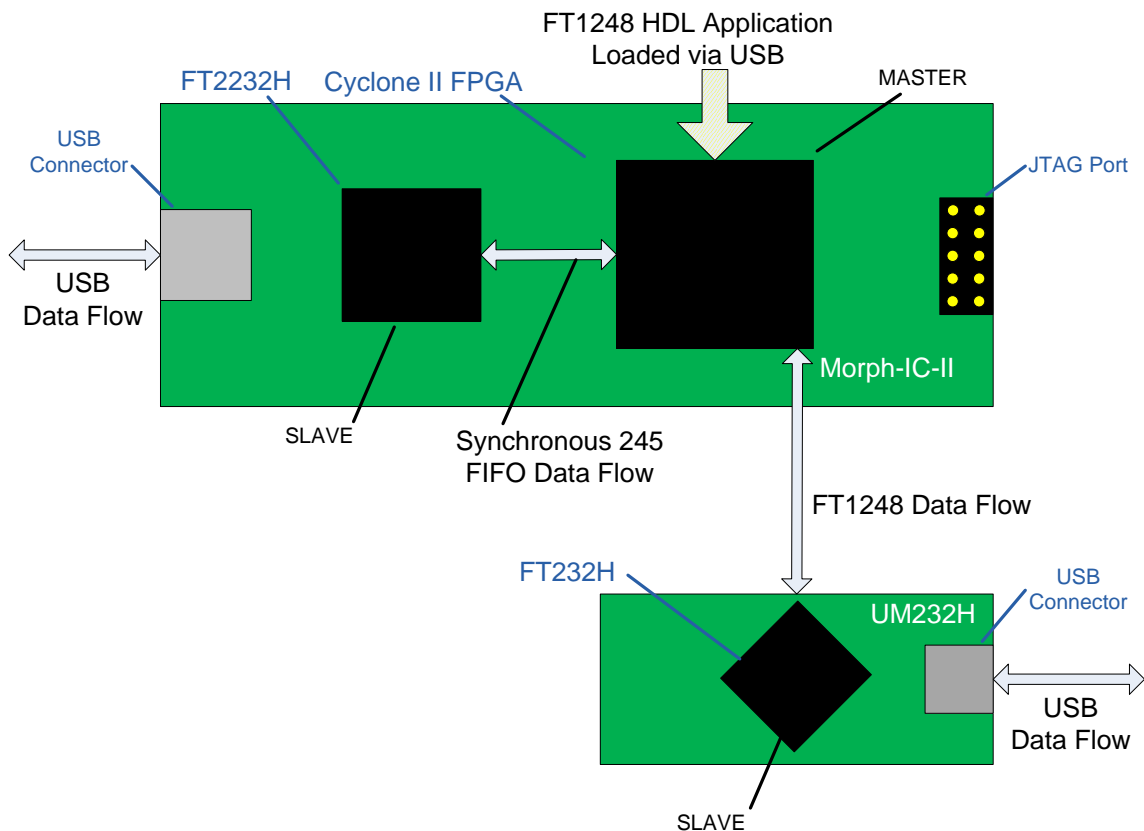 FT1248 HDL Application
Loaded via USB
FT2232H
Cyclone II FPGA
MASTER
USB
Connector
JTAG Port
USB
Data Flow
Morph-IC-II
SLAVE
Synchronous 245
FIFO Data Flow
FT1248 Data Flow
FT232H
USB
Connector
UM232H
USB
Data Flow
SLAVE